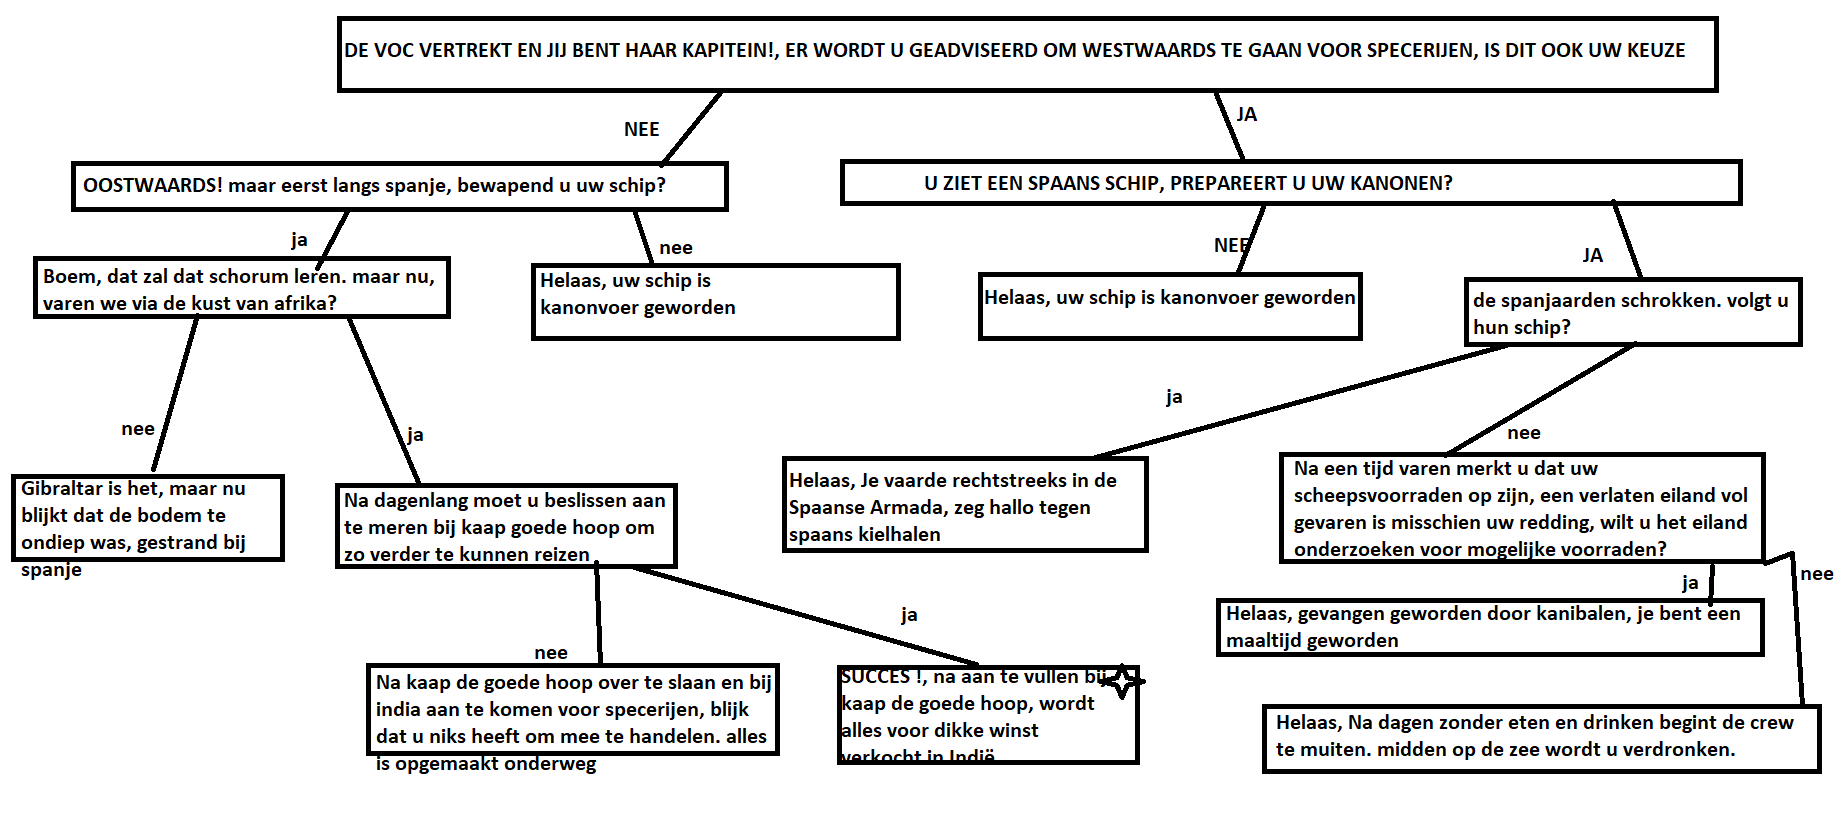 DE VOC VERTREKT EN JIJ BENT HAAR KAPITEIN!, ER WORDT U GEADVISEERD OM WESTWAARDS TE GAAN VOOR SPECERIJEN, IS DIT OOK UW KEUZE
NEE
JA
OOSTWAARDS! maar eerst langs spanje, bewapend u uw schip?
U ZIET EEN SPAANS SCHIP, PREPAREERT U UW KANONEN?
ja
nee
NEE
JA
Boem, dat zal dat schorum leren. maar nu,
varen we via de kust van afrika?
Helaas, uw schip is
kanonvoer geworden
Helaas, uw schip is kanonvoer geworden
de spanjaarden schrokken. volgt u
hun schip?
nee
ja
ja
nee
Gibraltar is het, maar nu
blijkt dat de bodem te
ondiep was, gestrand bij
spanje
Na dagenlang moet u beslissen aan
te meren bij kaap goede hoop om
zo verder te kunnen reizen
Helaas, Je vaarde rechtstreeks in de
Spaanse Armada, zeg hallo tegen
spaans kielhalen
Na een tijd varen merkt u dat uw
scheepsvoorraden op zijn, een verlaten eiland vol
gevaren is misschien uw redding, wilt u het eiland
onderzoeken voor mogelijke voorraden?
nee
ja
ja
nee
Na kaap de goede hoop over te slaan en bij
india aan te komen voor specerijen, blijk
dat u niks heeft om mee te handelen. alles
is opgemaakt onderweg
SUCCES !, na aan te vullen bij
kaap de goede hoop, wordt
alles voor dikke winst
verkocht in Indië
Helaas, gevangen geworden door kanibalen, je bent een
maaltijd geworden
Helaas, Na dagen zonder eten en drinken begint de crew
te muiten. midden op de zee wordt u verdronken.